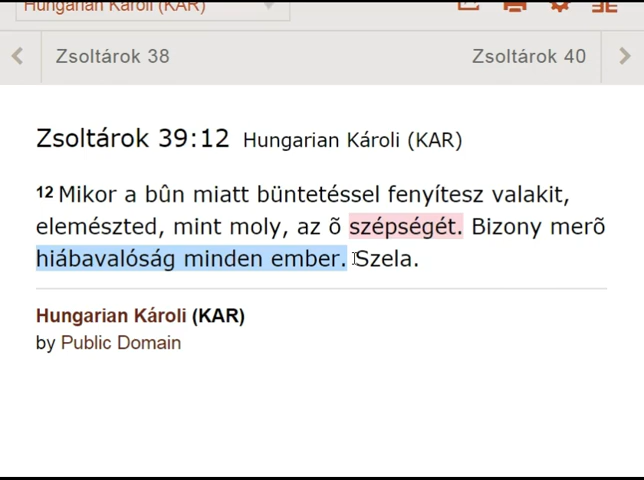 Hungarian Károli (KAR)
Zsoltárok 38
Zsoltárok 40
Zsoltárok 39:12 Hungarian Károli (KAR)
12 Mikor a bûn miatt büntetéssel fenyítesz valakit,
elemészted, mint moly, az õ szépségét. Bizony merõ
hiábavalóság minden ember. Szela.
Hungarian Károli (KAR)
by Public Domain